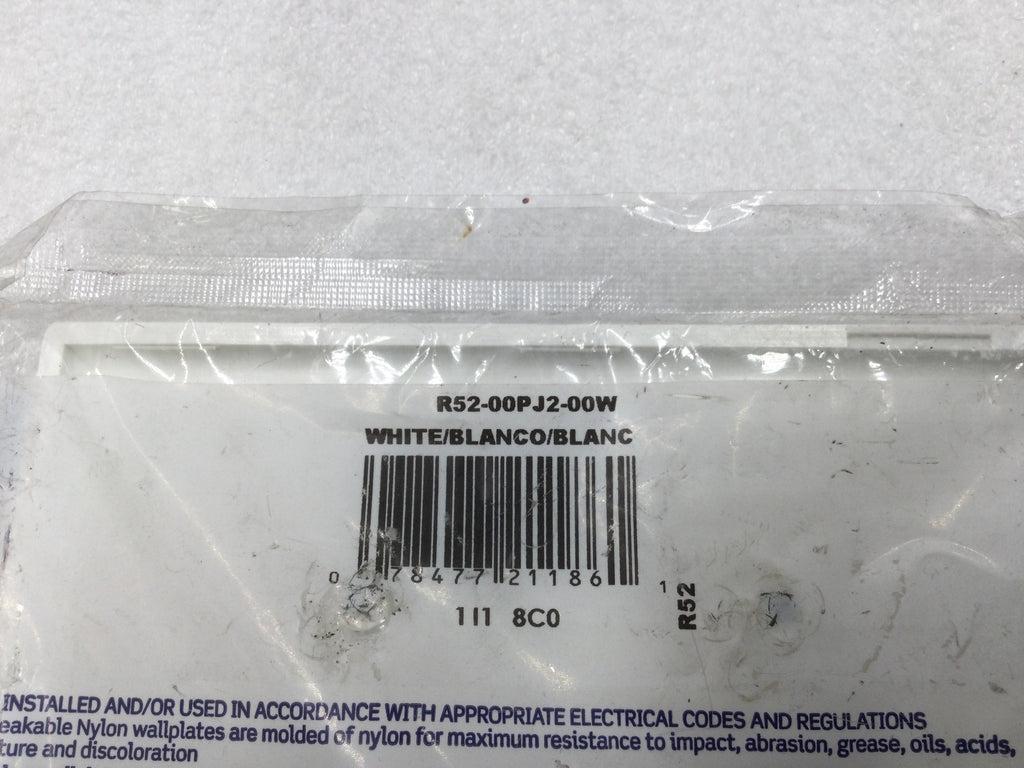 R52-00PJ2-00W
WHITE/BLANCO/BLANC
0 78477 21186 1
R52
1I1 8C0
INSTALLED AND/OR USED IN ACCORDANCE WITH APPROPRIATE ELECTRICAL CODES AND REGULATIONS
eakable Nylon wallplates are molded of nylon for maximum resistance to impact, abrasion, grease, oils, acids,
ture and discoloration